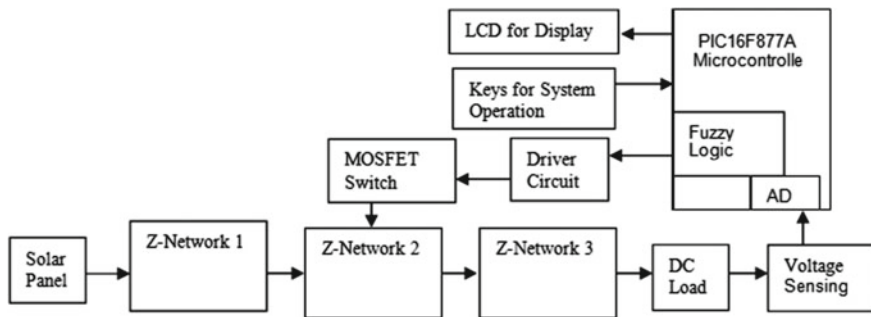 LCD for Display
PIC16F877A
Microcontrolle
Keys for System
Operation
Fuzzy
Logic
MOSFET
Switch
Driver
Circuit
AD
Solar
Panel
Z-Network 1
Z-Network 2
Z-Network 3
DC
Load
Voltage
Sensing